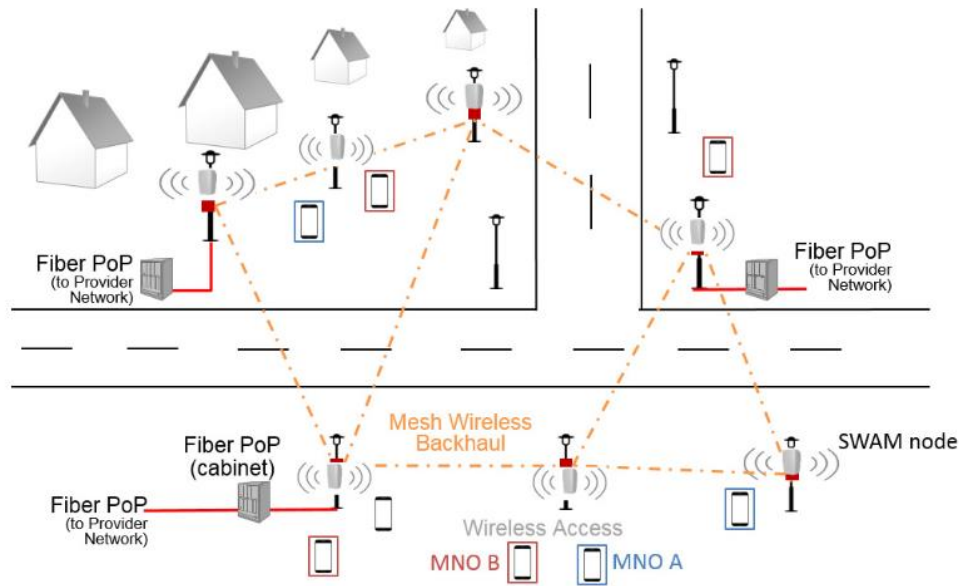 Fiber PoP
(to Provider
Network)
Fiber PoP
(to Provider
Network)
Mesh Wireless
Backhaul
SWAM node
Fiber PoP
(cabinet)
Fiber PoP
(to Provider
Network)
Wireless Access
MNO B
MNO A